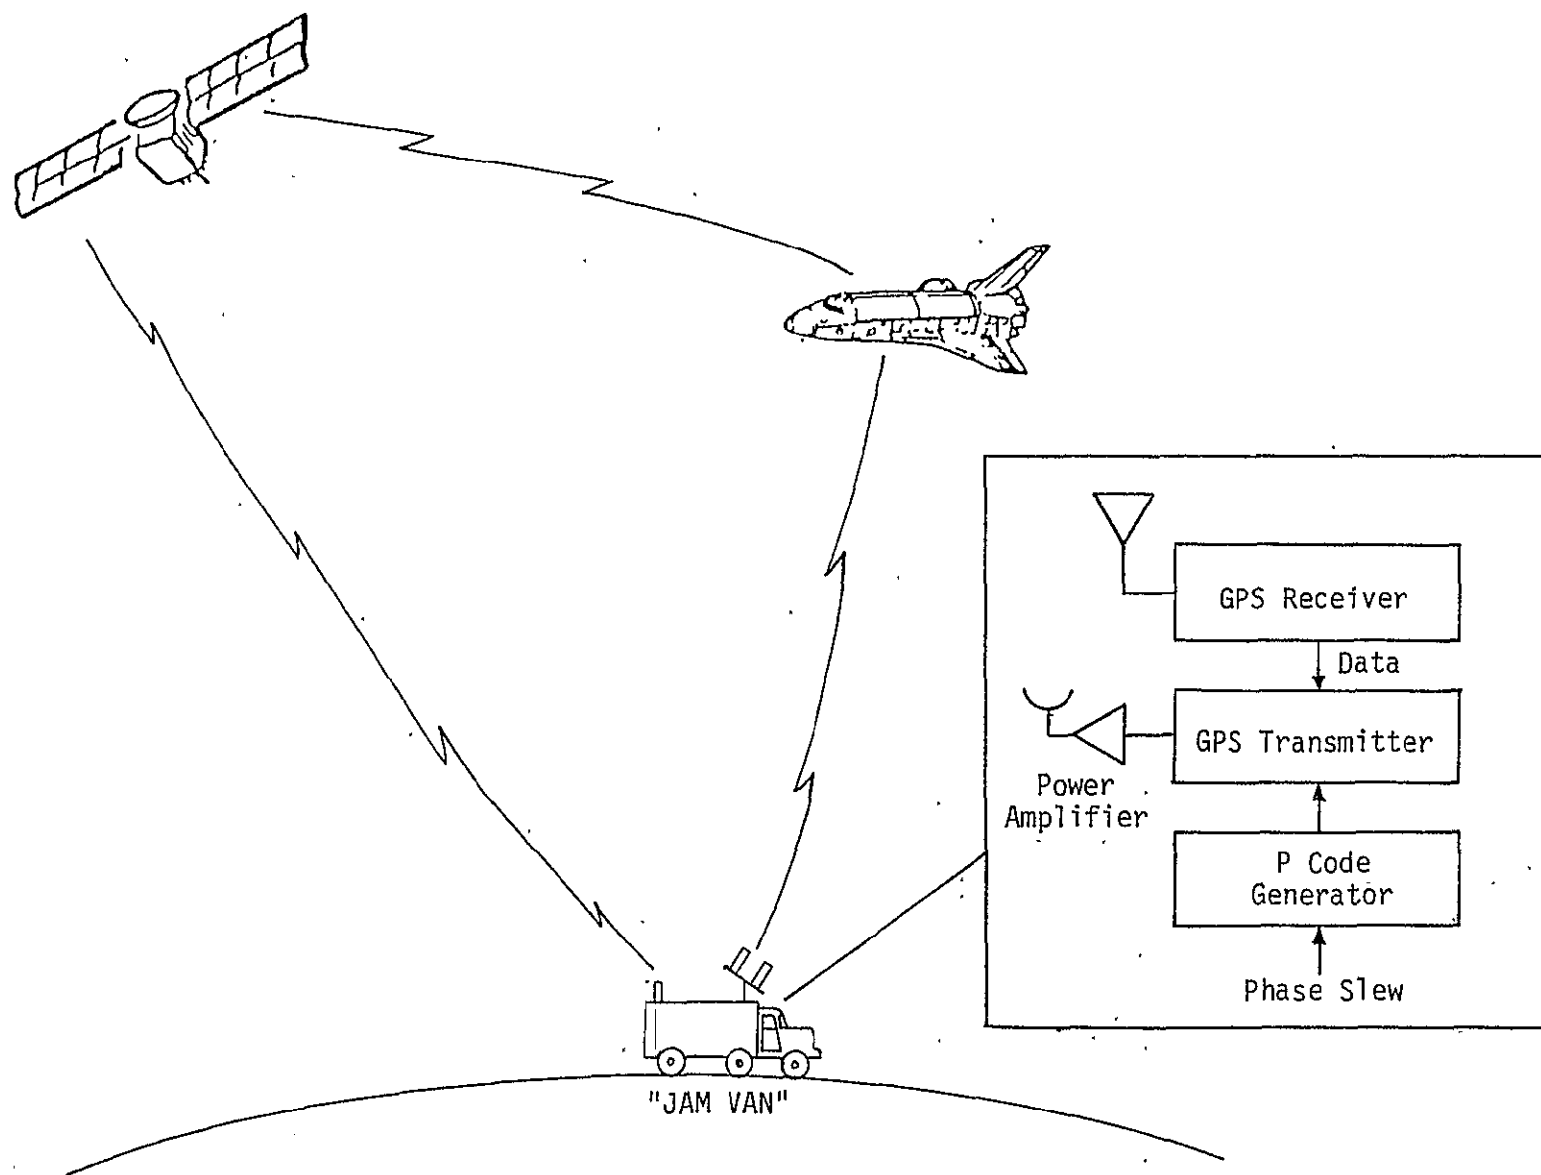 GPS Receiver
Data
GPS Transmitter
Power
Amplifier
P Code
Generator
Phase Slew
"JAM VAN"